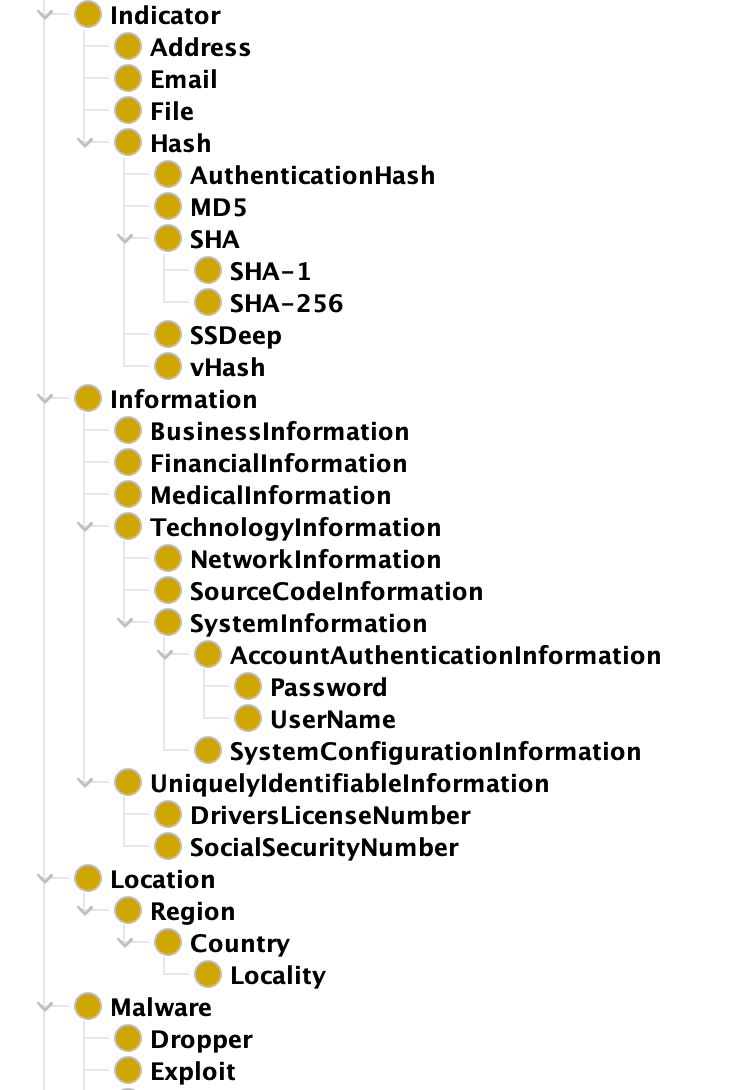 Indicator
Address
Email
File
Hash
AuthenticationHash
MD5
SHA
SHA-1
SHA-256
SSDeep
vHash
Information
BusinessInformation
FinancialInformation
MedicalInformation
TechnologyInformation
NetworkInformation
SourceCodeInformation
SystemInformation
AccountAuthenticationInformation
Password
UserName
SystemConfigurationInformation
UniquelyIdentifiableInformation
DriversLicenseNumber
SocialSecurityNumber
Location
Region
Country
Locality
Malware
Dropper
Exploit